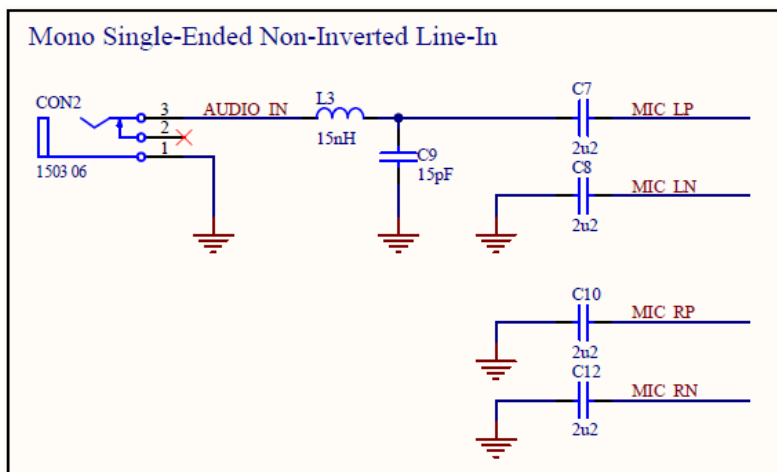 Mono Single-Ended Non-Inverted Line-In
CON2
3
AUDIO_IN
L3
15nH
C7
MIC_LP
2u2
2
1
1503 06
C9
15pF
C8
MIC_LN
2u2
C10
MIC_RP
2u2
C12
MIC_RN
2u2